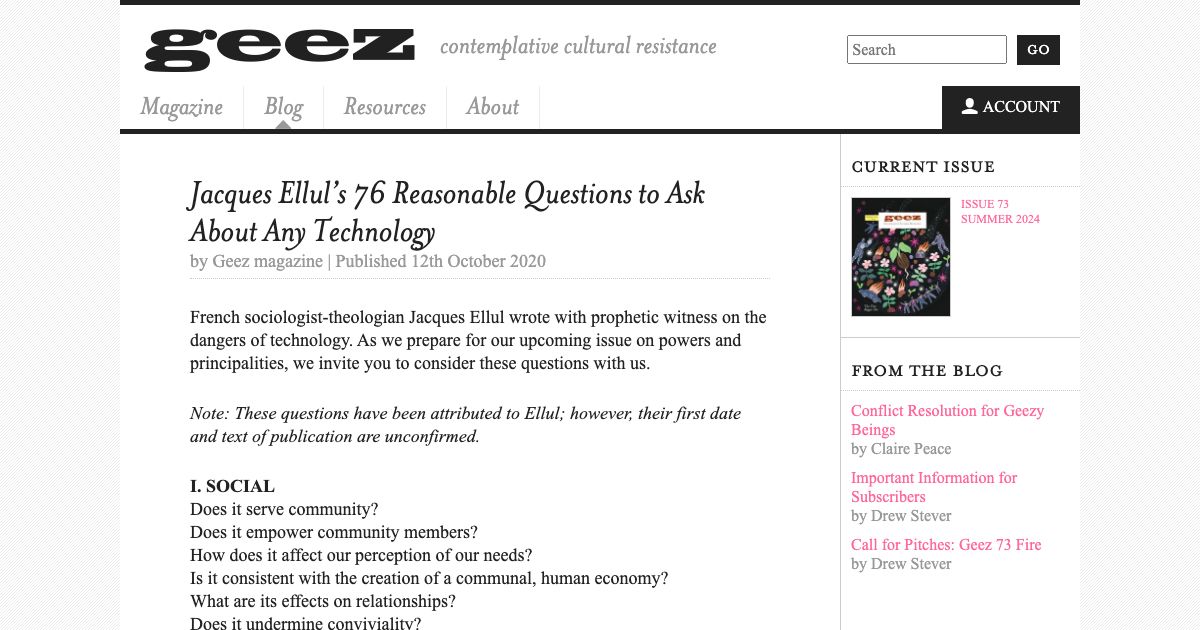 geez
contemplative cultural resistance
Search
GO
Magazine
Blog
Resources
About
ACCOUNT
Jacques Ellul’s 76 Reasonable Questions to Ask
About Any Technology
by Geez magazine | Published 12th October 2020
French sociologist-theologian Jacques Ellul wrote with prophetic witness on the
dangers of technology. As we prepare for our upcoming issue on powers and
principalities, we invite you to consider these questions with us.
Note: These questions have been attributed to Ellul; however, their first date
and text of publication are unconfirmed.
I. SOCIAL
Does it serve community?
Does it empower community members?
How does it affect our perception of our needs?
Is it consistent with the creation of a communal, human economy?
What are its effects on relationships?
Does it undermine conviviality?
CURRENT ISSUE
geez
ISSUE 73
SUMMER 2024
FROM THE BLOG
Conflict Resolution for Geezy
Beings
by Claire Peace
Important Information for
Subscribers
by Drew Stever
Call for Pitches: Geez 73 Fire
by Drew Stever